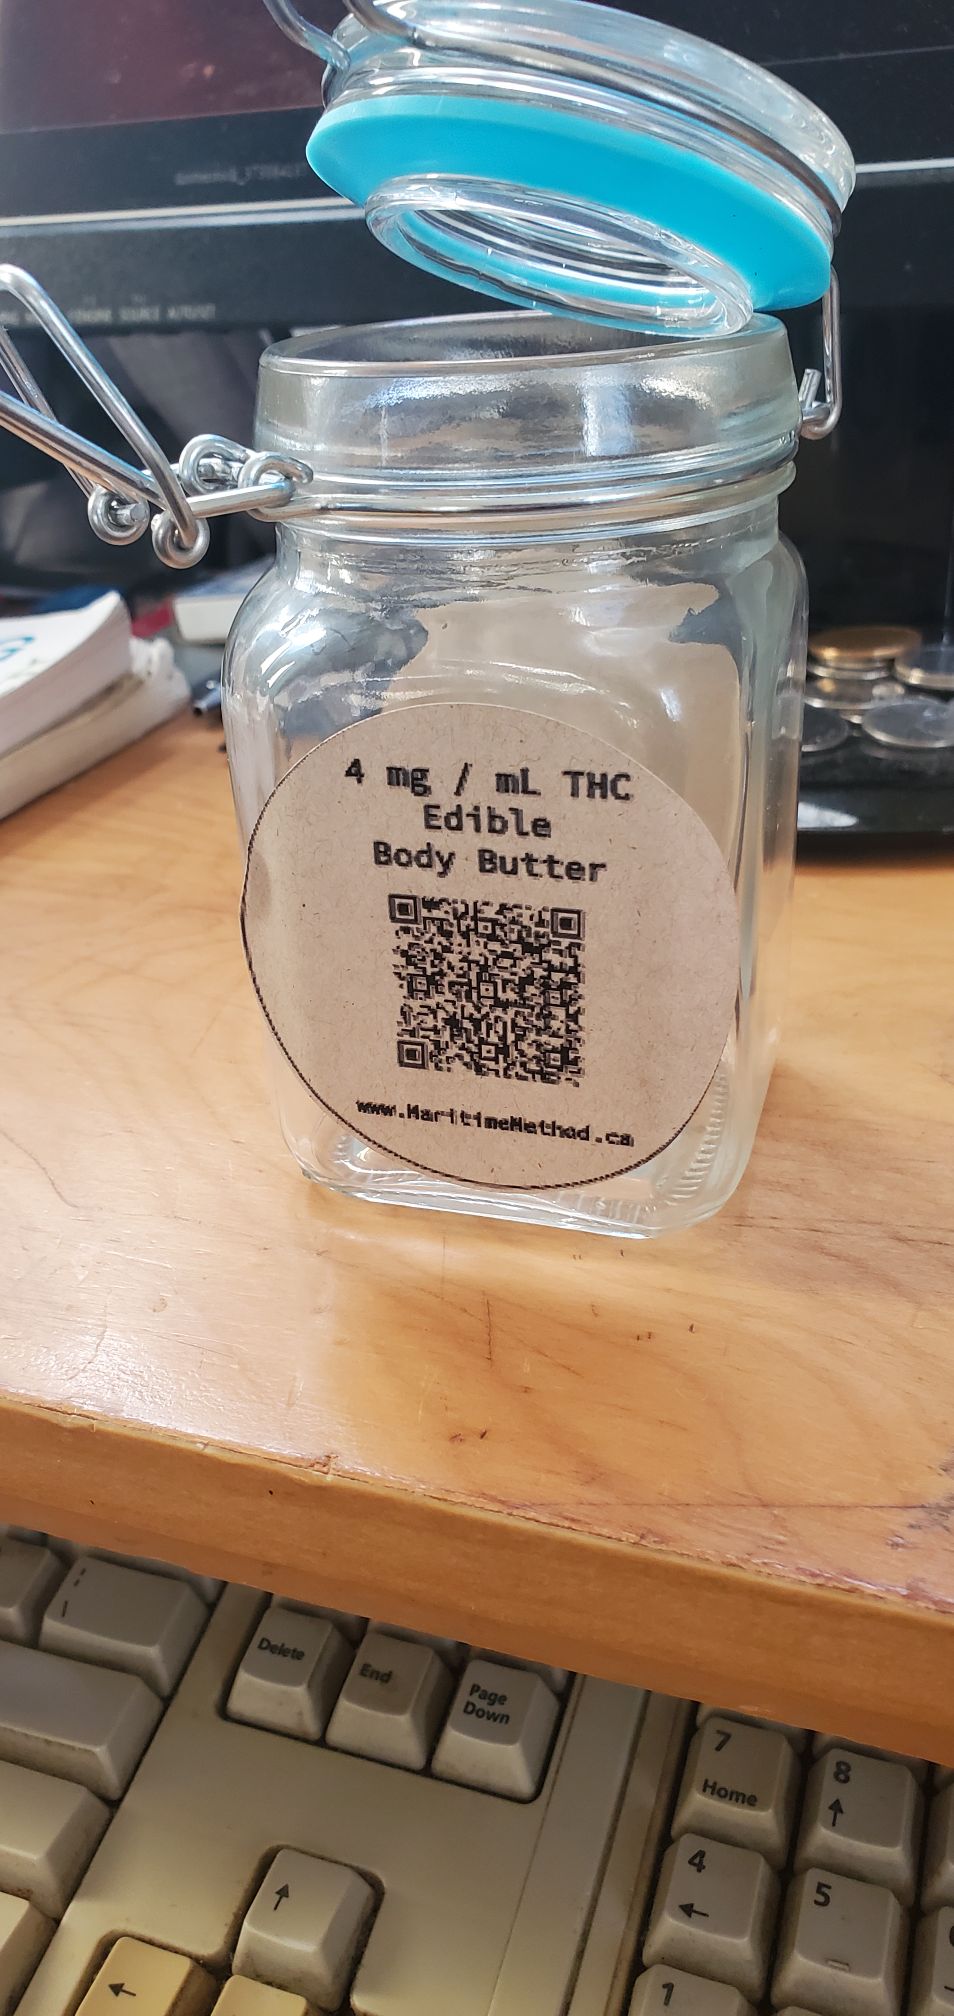 4 mg / mL THC
Edible
Body Butter
www.MaritimeMethod.ca
Delete
End
Page
Down
7
Home
8
↑
4
←
5
↑
←
1